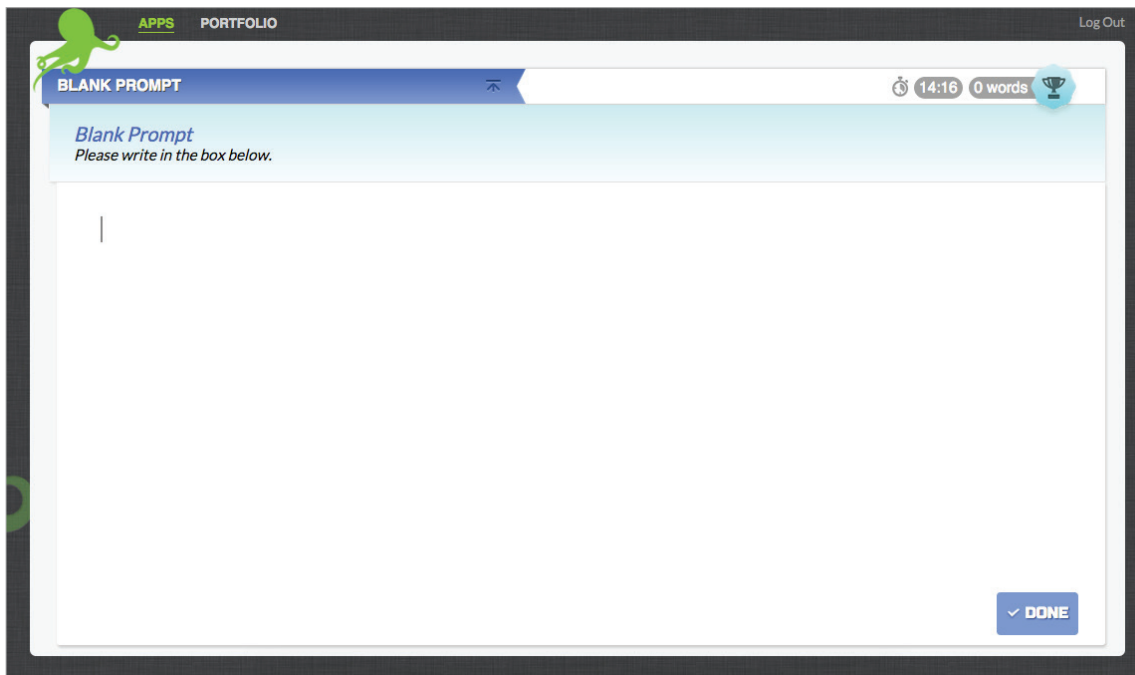 APPS PORTFOLIO Log Out
BLANK PROMPT 14:16 0 words
Blank Prompt
Please write in the box below.
DONE